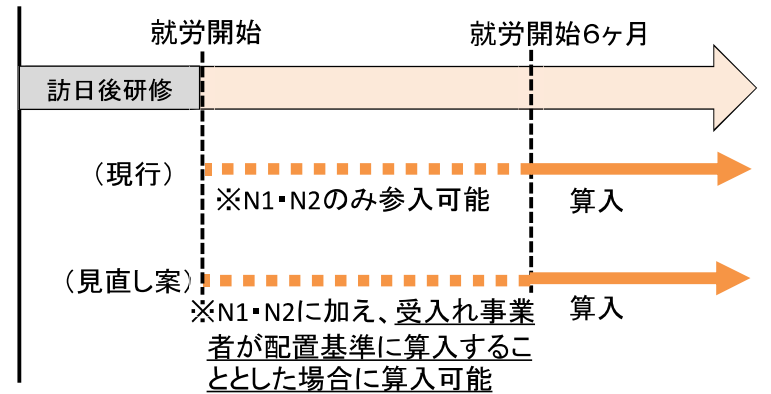 就労開始
就労開始6ヶ月
訪日後研修
（現行）
※N1・N2のみ参入可能
算入
（見直し案）
※N1・N2に加え、受入れ事業
者が配置基準に算入するこ
ととした場合に算入可能
算入